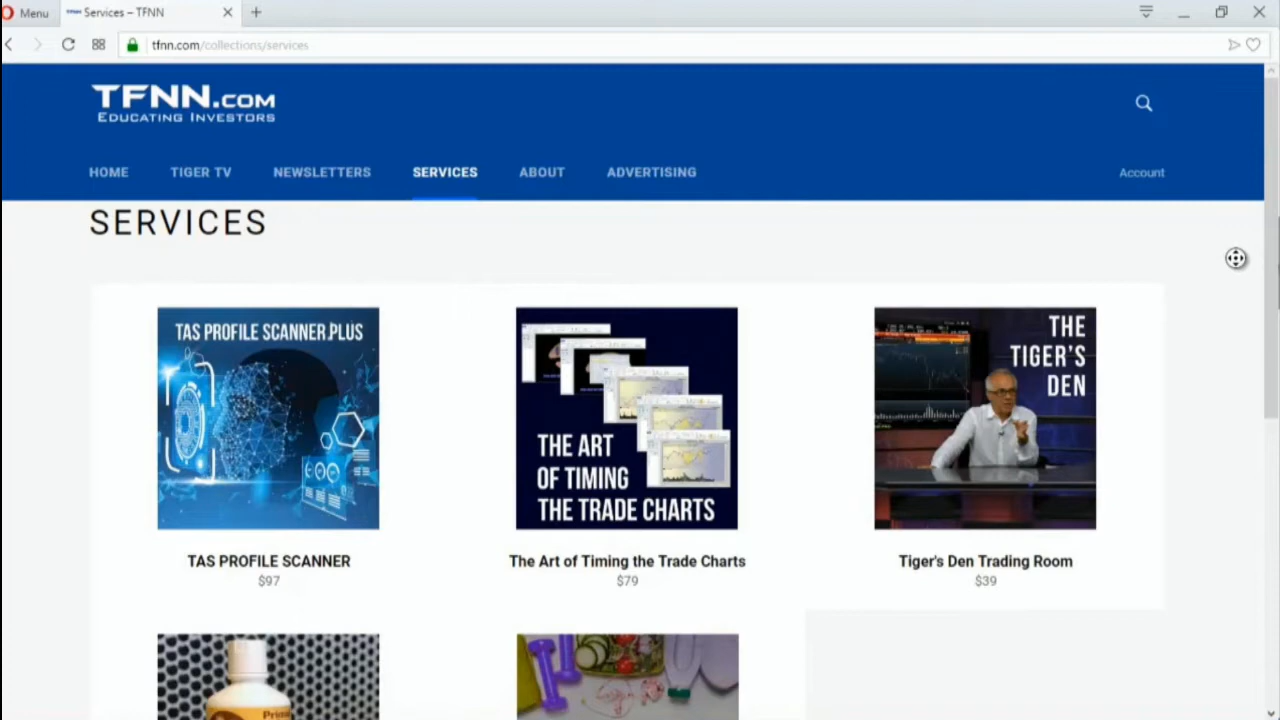 Menu
Services – TFNN
tfnn.com/collections/services
TFNN.COM
EDUCATING INVESTORS
HOME
TIGER TV
NEWSLETTERS
SERVICES
ABOUT
ADVERTISING
Account
SERVICES
TAS PROFILE SCANNER PLUS
THE ART
OF TIMING
THE TRADE CHARTS
THE
TIGER'S
DEN
TAS PROFILE SCANNER
$97
The Art of Timing the Trade Charts
$79
Tiger's Den Trading Room
$39